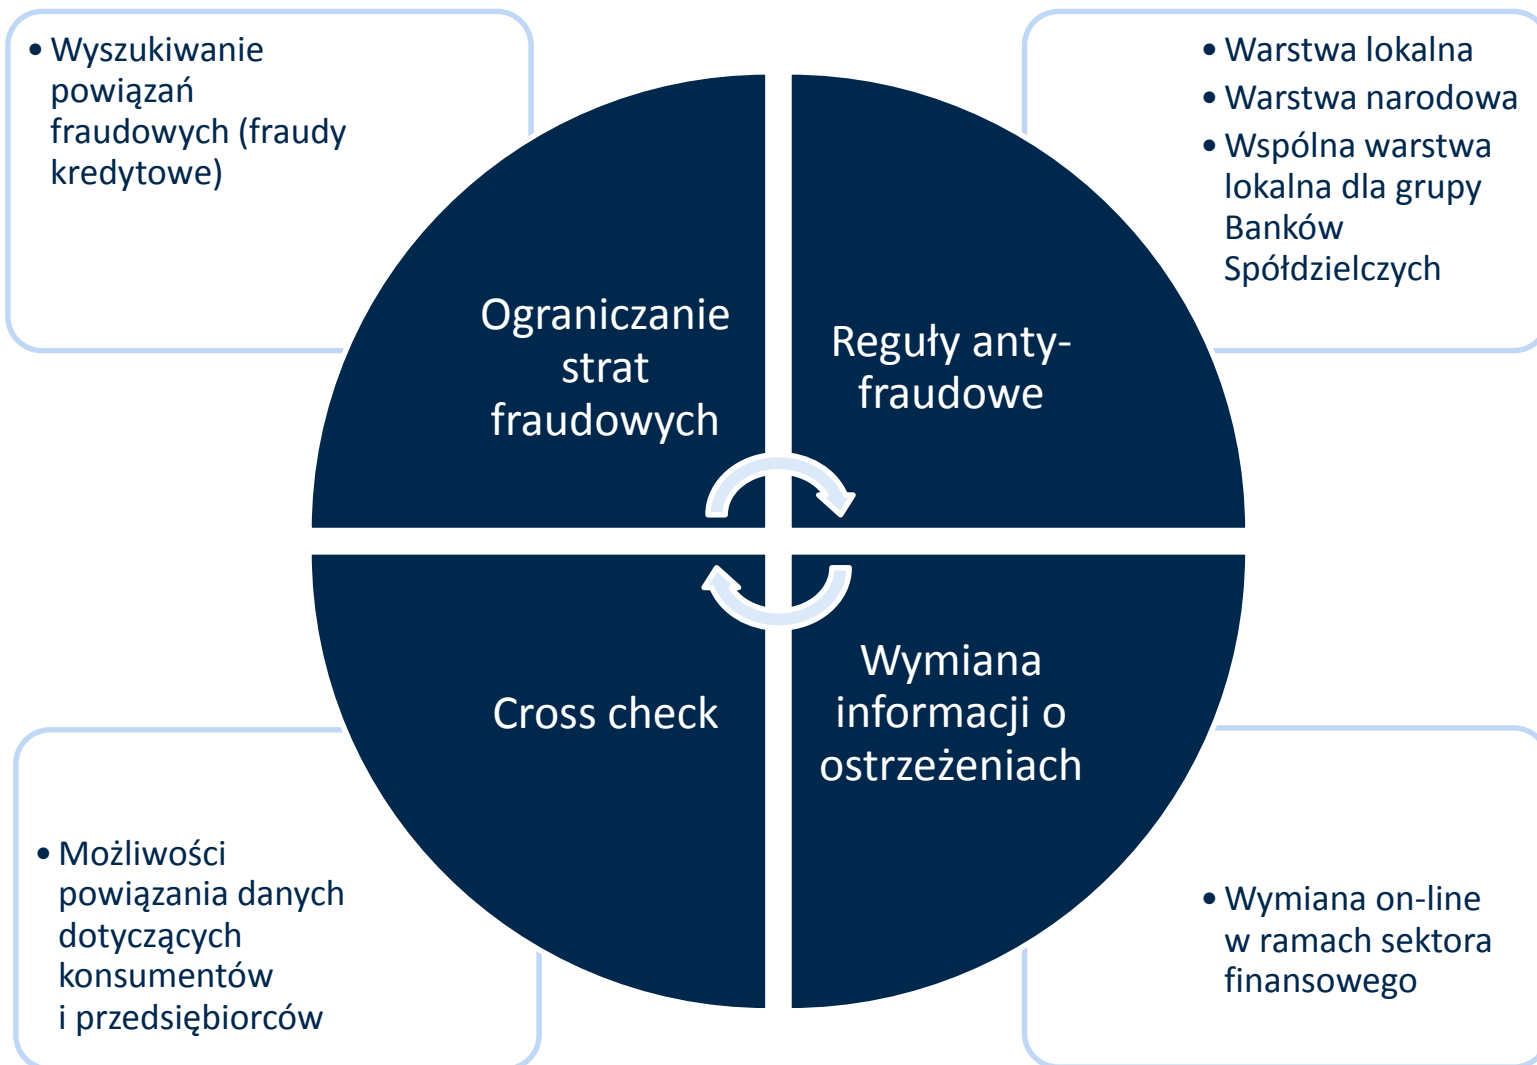 • Wyszukiwanie
powiązań
fraudowych (fraudy
kredytowe)
• Warstwa lokalna
• Warstwa narodowa
• Wspólna warstwa
lokalna dla grupy
Banków
Spółdzielczych
Ograniczanie
strat
fraudowych
Reguły anty-
fraudowe
Cross check
Wymiana
informacji o
ostrzeżeniach
• Możliwości
powiązania danych
dotyczących
konsumentów
i przedsiębiorców
• Wymiana on-line
w ramach sektora
finansowego